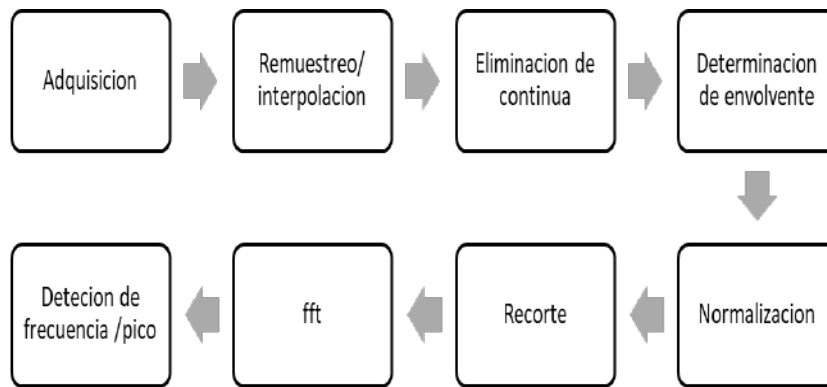 Adquisicion
Remuestreo/
interpolacion
Eliminacion de
continua
Determinacion
de envolvente
Normalizacion
Recorte
fft
Detecion de
frecuencia /pico